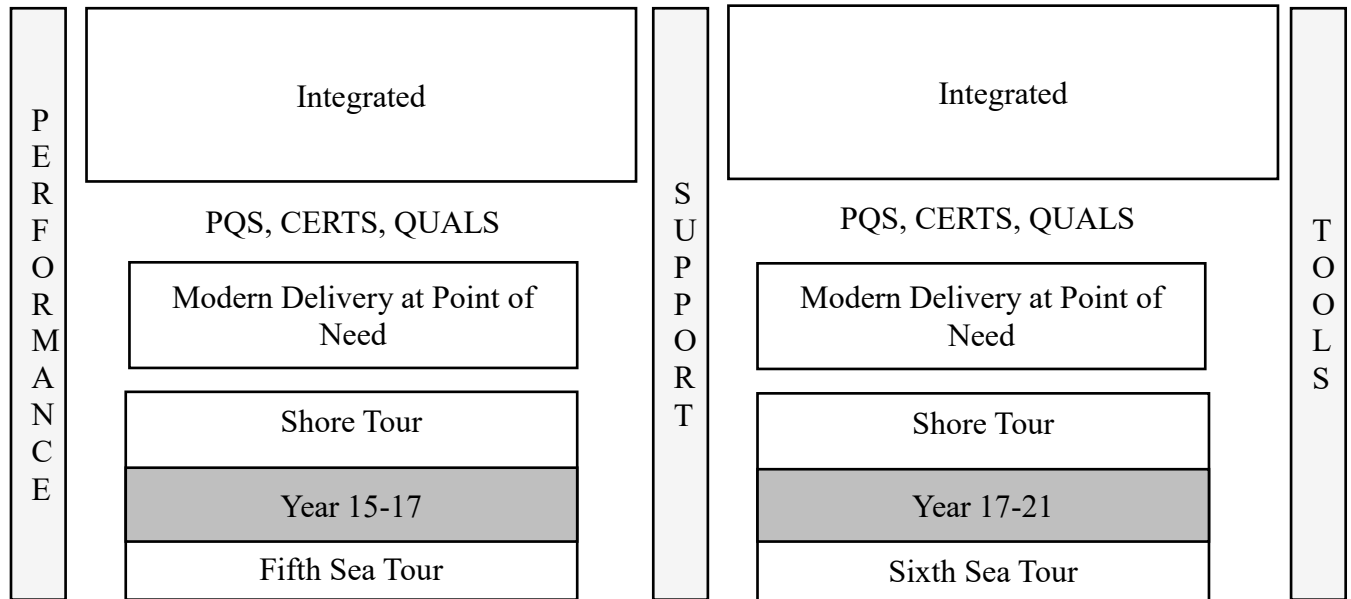 PERFORMANCE
Integrated
PQS, CERTS, QUALS
Modern Delivery at Point of
Need
Shore Tour
Year 15-17
Fifth Sea Tour
SUPPORT
Integrated
PQS, CERTS, QUALS
Modern Delivery at Point of
Need
Shore Tour
Year 17-21
Sixth Sea Tour
TOOLS